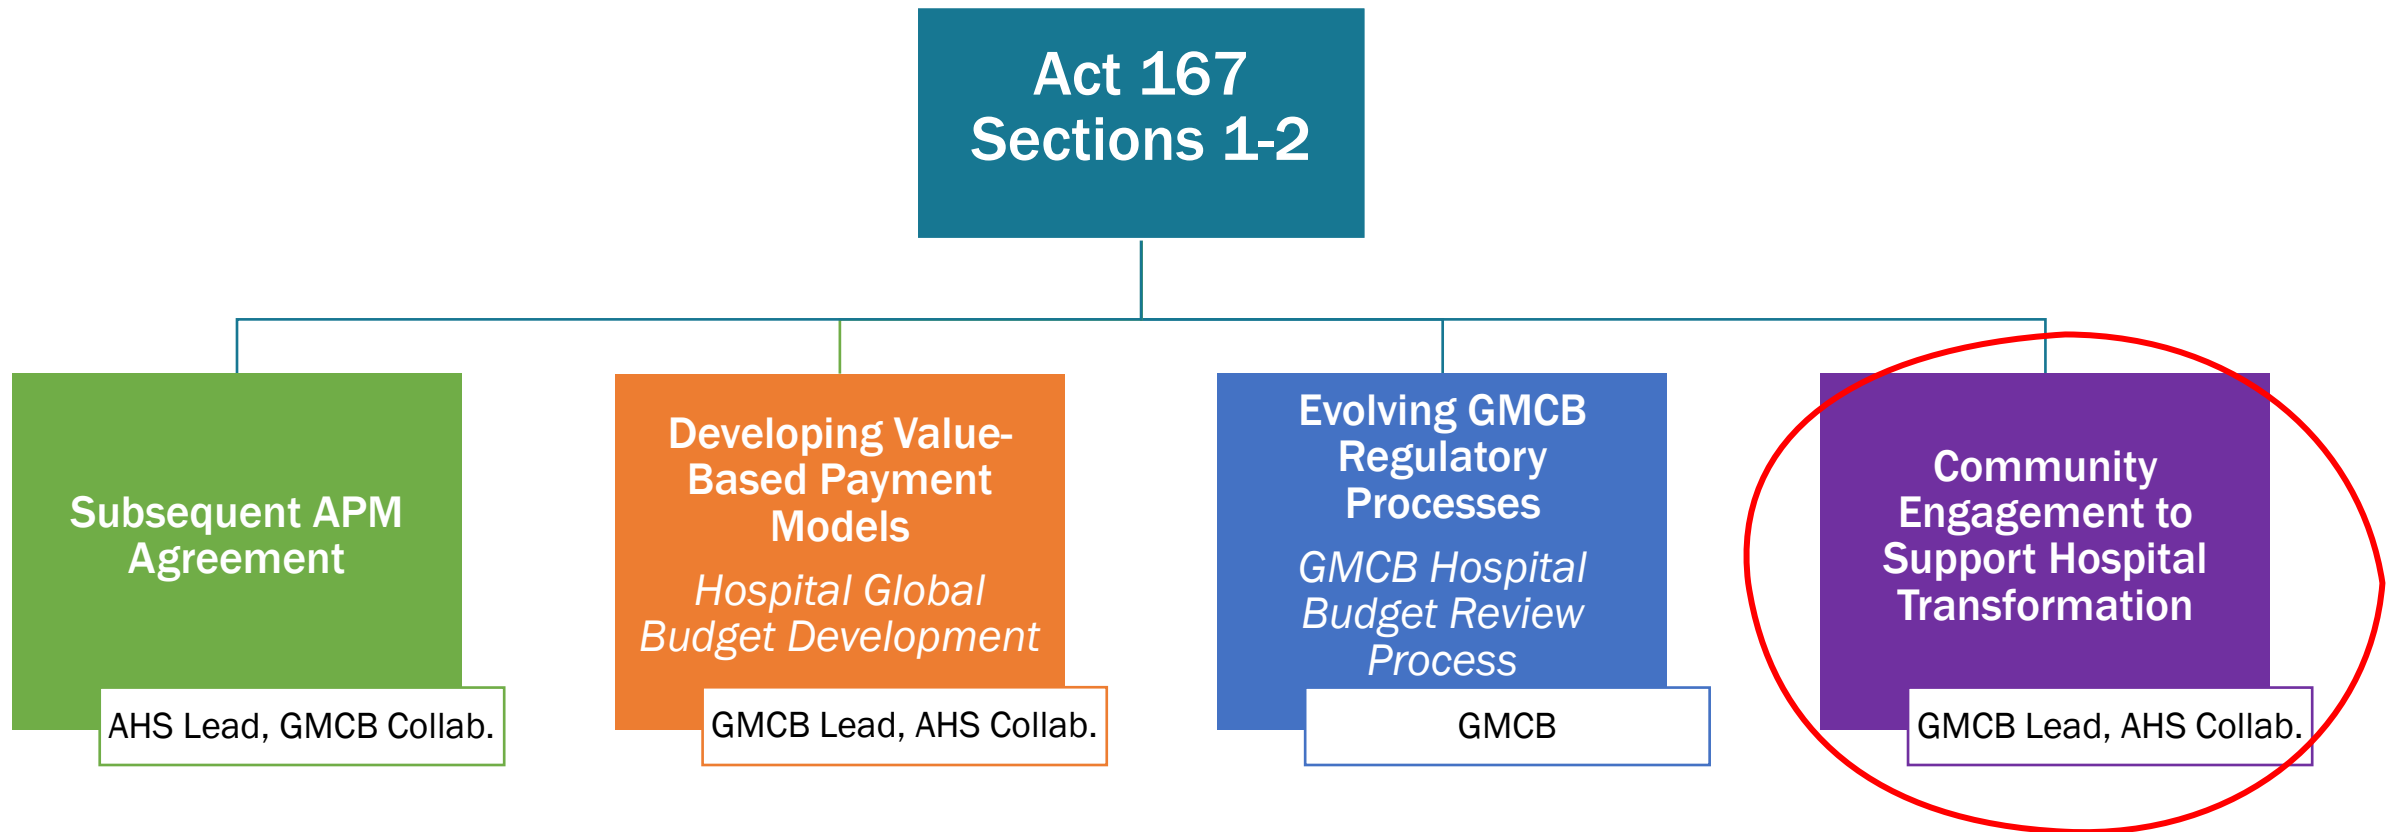 Act 167
Sections 1-2
Subsequent APM
Agreement
AHS Lead, GMCB Collab.
Developing Value-
Based Payment
Models
Hospital Global
Budget Development
GMCB Lead, AHS Collab.
Evolving GMCB
Regulatory
Processes
GMCB Hospital
Budget Review
Process
GMCB
Community
Engagement to
Support Hospital
Transformation
GMCB Lead, AHS Collab.